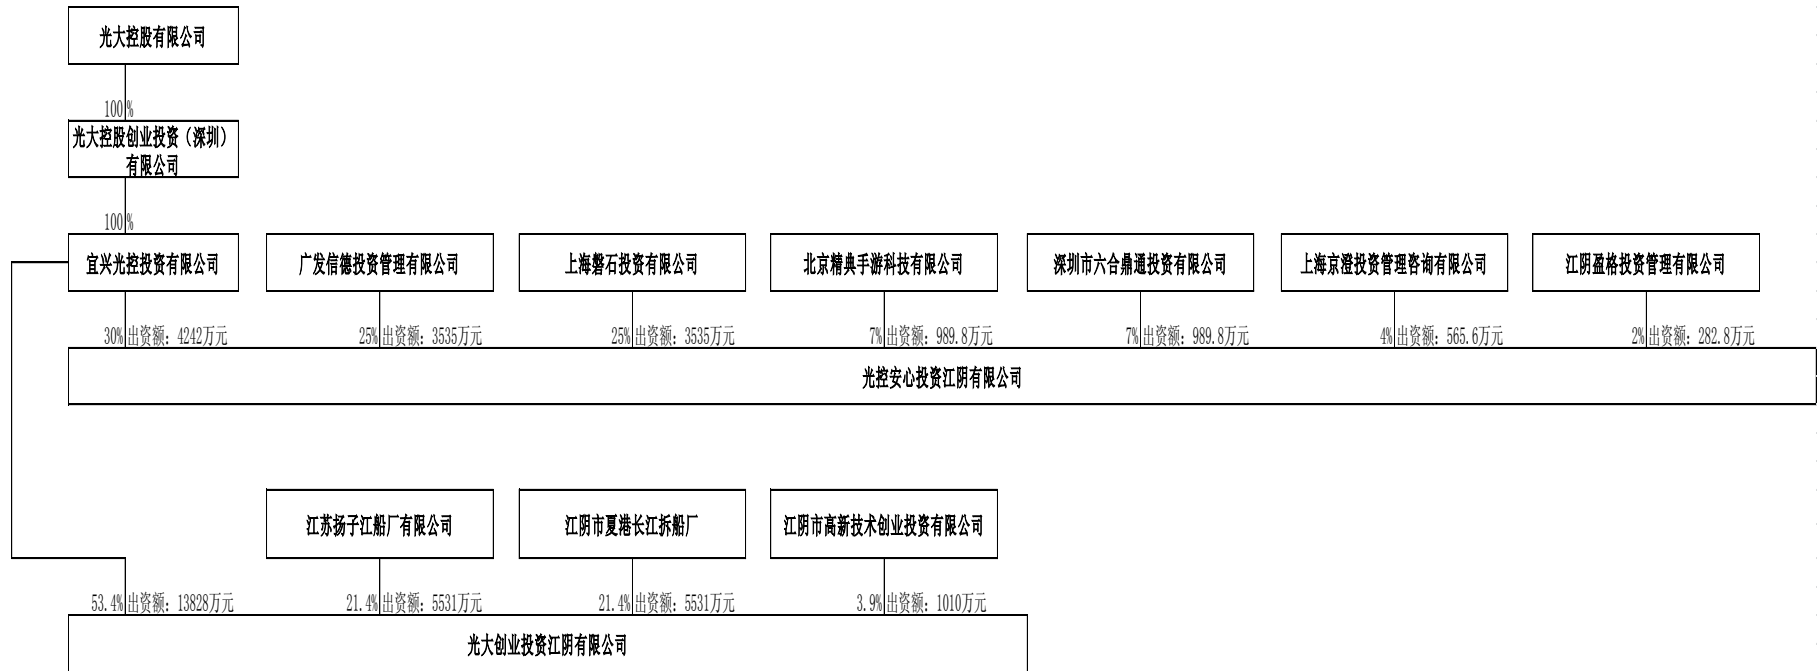 光大控股有限公司
100%
光大控股创业投资（深圳）
有限公司
100%
宜兴光控投资有限公司
广发信德投资管理有限公司
上海磐石投资有限公司
北京精典手游科技有限公司
深圳市六合鼎通投资有限公司
上海京澄投资管理咨询有限公司
江阴盈格投资管理有限公司
30% 出资额：4242万元
25% 出资额：3535万元
25% 出资额：3535万元
7% 出资额：989.8万元
7% 出资额：989.8万元
4% 出资额：565.6万元
2% 出资额：282.8万元
光控安心投资江阴有限公司
江苏扬子江船厂有限公司
江阴市夏港长江拆船厂
江阴市高新技术创业投资有限公司
53.4% 出资额：13828万元
21.4% 出资额：5531万元
21.4% 出资额：5531万元
3.9% 出资额：1010万元
光大创业投资江阴有限公司